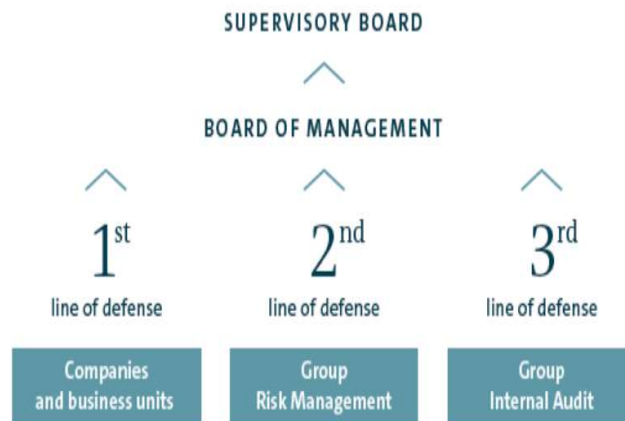 SUPERVISORY BOARD
BOARD OF MANAGEMENT
1st
2nd
3rd
line of defense
line of defense
line of defense
Companies
and business units
Group
Risk Management
Group
Internal Audit